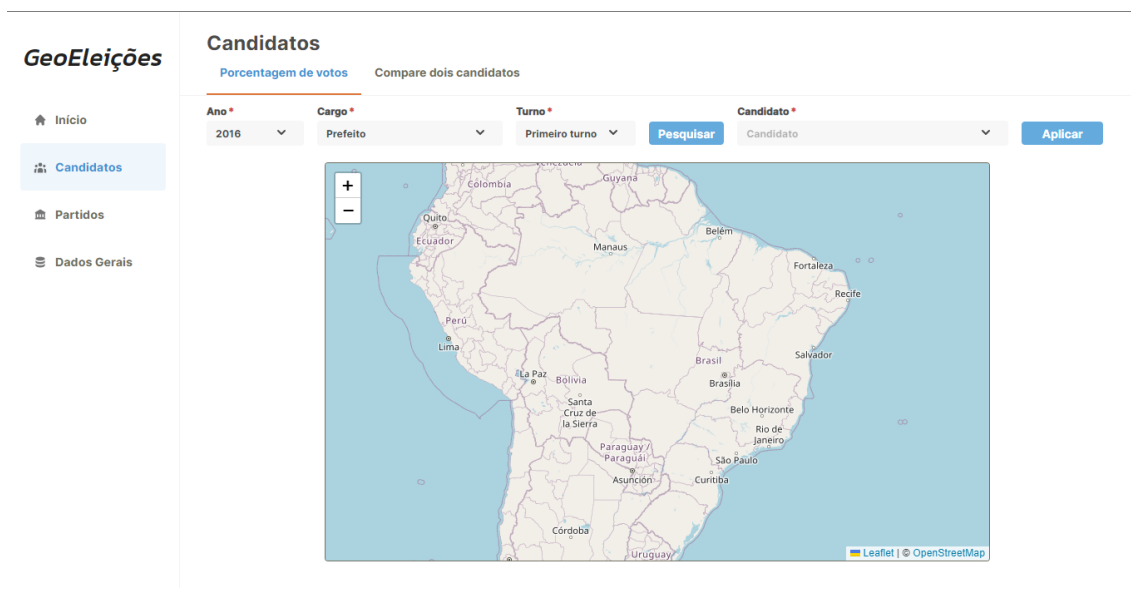 GeoEleições
Início
Candidatos
Partidos
Dados Gerais
Candidatos
Porcentagem de votos
Compare dois candidatos
Ano *
Cargo *
Turno *
Candidato *
2016
Prefeito
Primeiro turno
Pesquisar
Candidato
Aplicar
+
−
Venezuela
Colombia
Guyana
Quito
Ecuador
Belém
Manaus
Fortaleza
Recife
Perú
Lima
Salvador
Brasil
La Paz
Bolivia
Brasília
Santa
Cruz de
la Sierra
Belo Horizonte
Rio de
Janeiro
Paraguay /
Paraguái
São Paulo
Asunción
Curitiba
Córdoba
Uruguay
Leaflet | © OpenStreetMap